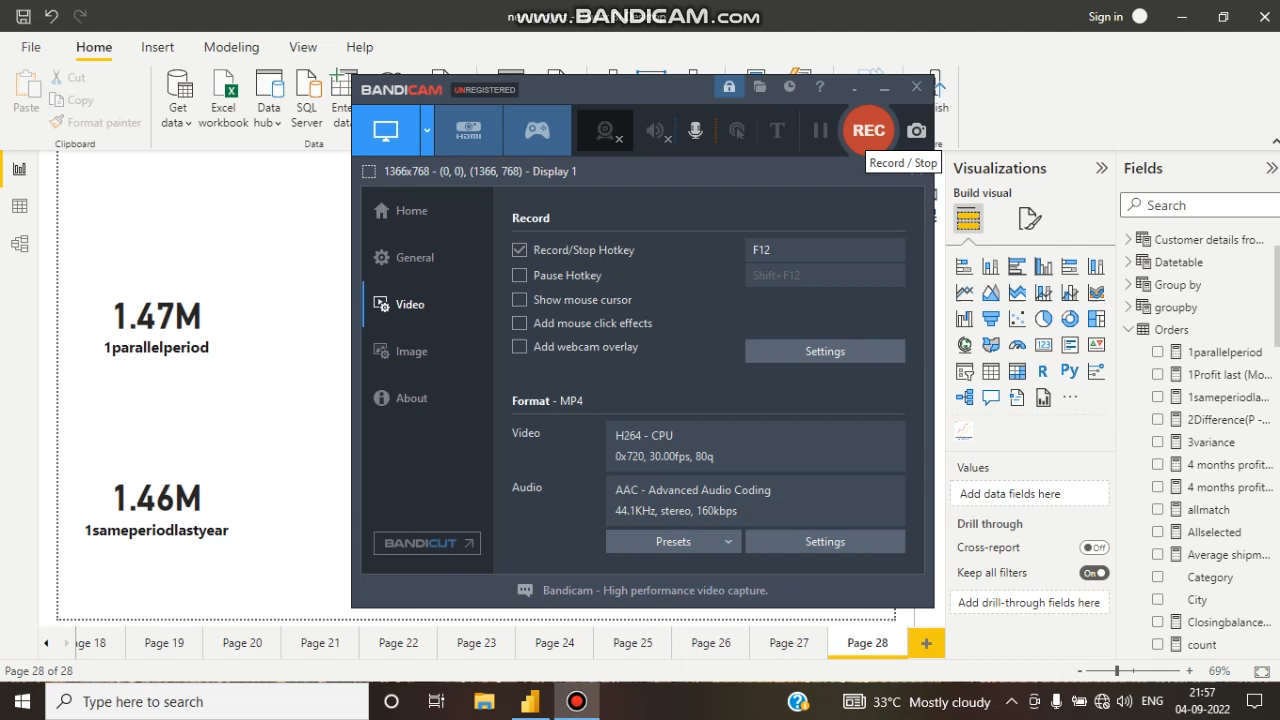 www.BANDICAM.com
Sign in
File
Home
Insert
Modeling
View
Help
Paste
Cut
Copy
Format painter
Clipboard
Get data
Excel workbook
Data hub
SQL Server
Data
BANDICAM
UNREGISTERED
HDMI
REC
Record / Stop
1366x768 - (0, 0), (1366, 768) - Display 1
Home
General
Video
Image
About
BANDICUT
Record
Record/Stop Hotkey
F12
Pause Hotkey
Shift+F12
Show mouse cursor
Add mouse click effects
Add webcam overlay
Settings
Format - MP4
Video
H264 - CPU
0x720, 30.00fps, 80q
Audio
AAC - Advanced Audio Coding
44.1KHz, stereo, 160kbps
Presets
Settings
Bandicam - High performance video capture.
1.47M
1parallelperiod
1.46M
1sameperiodlastyear
Visualizations
Build visual
123
R
Py
Values
Add data fields here
Drill through
Cross-report
Off
Keep all filters
On
Add drill-through fields here
Fields
Search
Customer details fro...
Datetable
Group by
groupby
Orders
1parallelperiod
1Profit last (Mo...
1sameperiodla...
2Difference(P -...
3variance
4 months profit...
4 months profit...
allmatch
Allselected
Average shipm...
Category
City
Closingbalance...
count
Page 19
Page 20
Page 21
Page 22
Page 23
Page 24
Page 25
Page 26
Page 27
Page 28
Page 28 of 28
69%
Type here to search
33°C Mostly cloudy
ENG
21:57
04-09-2022